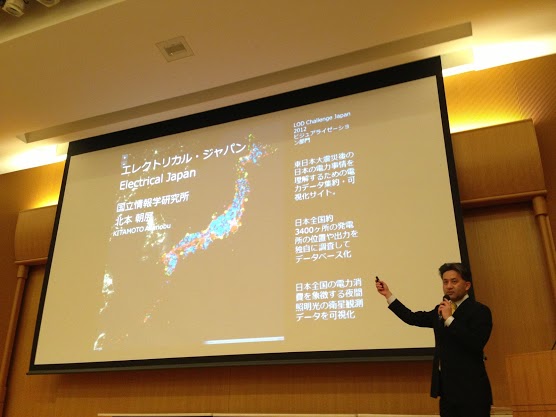 エレクトリカル・ジャパン
Electrical Japan
国立情報学研究所
北本 朝展
KITAMOTO Asanobu
LOD Challenge Japan
2012
ビジュアライゼーショ
ン部門
東日本大震災後の
日本の電力事情を
理解するための電
力データ集約・可
視化サイト。
日本全国約
3400ヶ所の発電
所の位置や出力を
独自に調査して
データベース化
日本全国の電力消
費を象徴する夜間
照明光の衛星観測
データを可視化